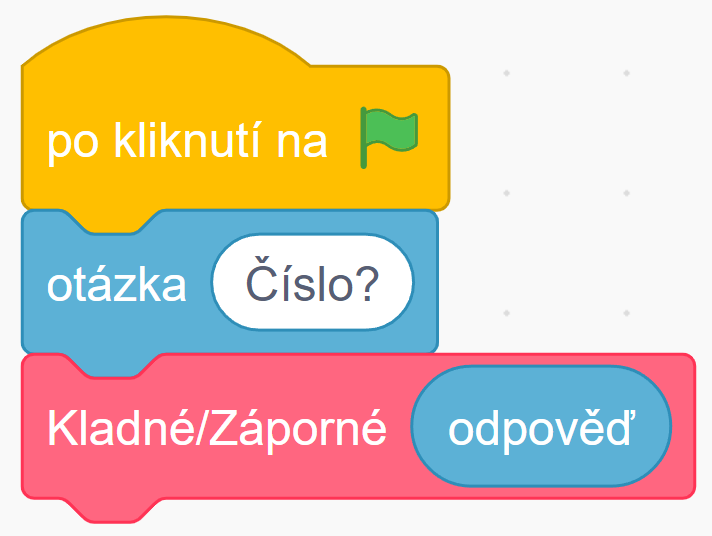 po kliknutí na
otázka Číslo?
Kladné/Záporné odpověď